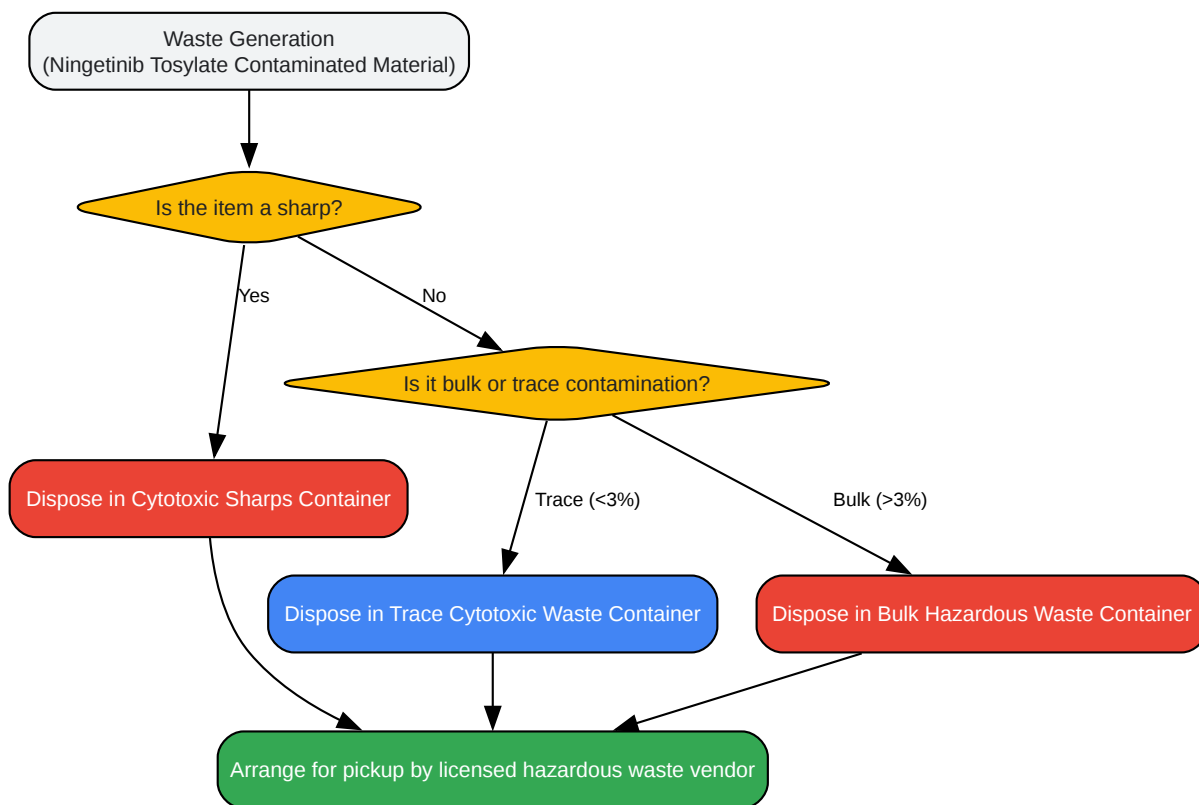 Waste Generation
(Ningetinib Tosylate Contaminated Material)
Is the item a sharp?
Yes
No
Is it bulk or trace contamination?
Dispose in Cytotoxic Sharps Container
Trace (<3%)
Bulk (>3%)
Dispose in Trace Cytotoxic Waste Container
Dispose in Bulk Hazardous Waste Container
Arrange for pickup by licensed hazardous waste vendor